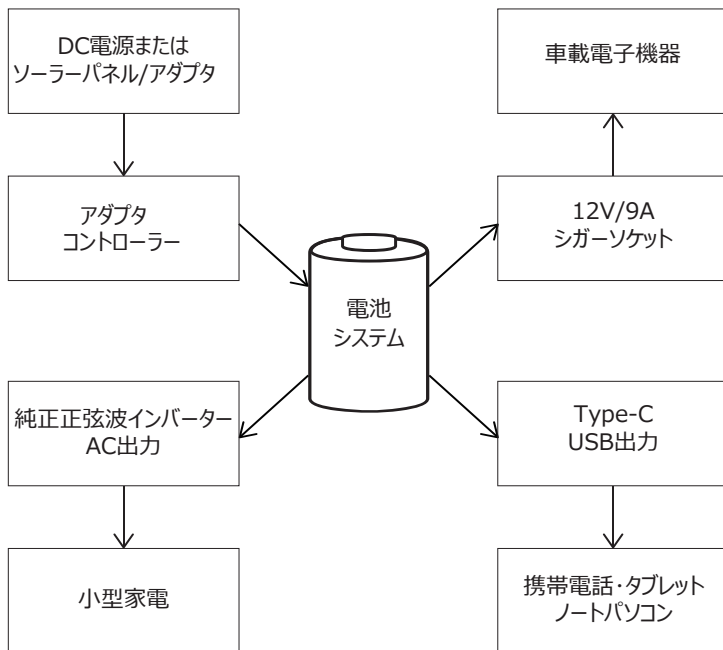 DC電源または
ソーラーパネル/アダプタ
車載電子機器
アダプタ
コントローラー
12V/9A
シガーソケット
電池
システム
純正正弦波インバーター
AC出力
Type-C
USB出力
小型家電
携帯電話・タブレット
ノートパソコン